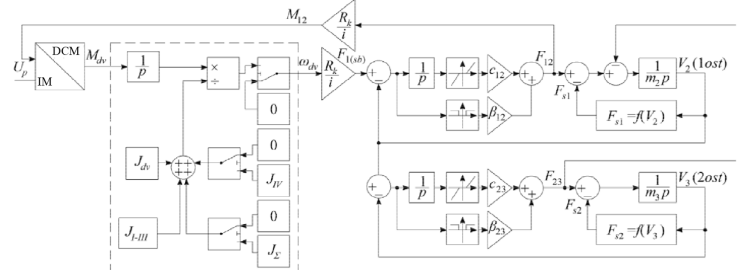 M12
Rk
i
Up
DCM
IM
Mdv
1
p
×
÷
ωdv
Rk
i
F1(sb)
+
−
1
p
c12
+
+
F12
+
−
Fs1
−
1
m2p
V2(1ost)
β12
Fs1 =f(V2)
0
0
Jdv
++
++
JIV
+
−
1
p
c23
+
+
F23
+
−
Fs2
1
m3p
V3(2ost)
β23
Fs2 =f(V3)
JI-III
0
JΣ